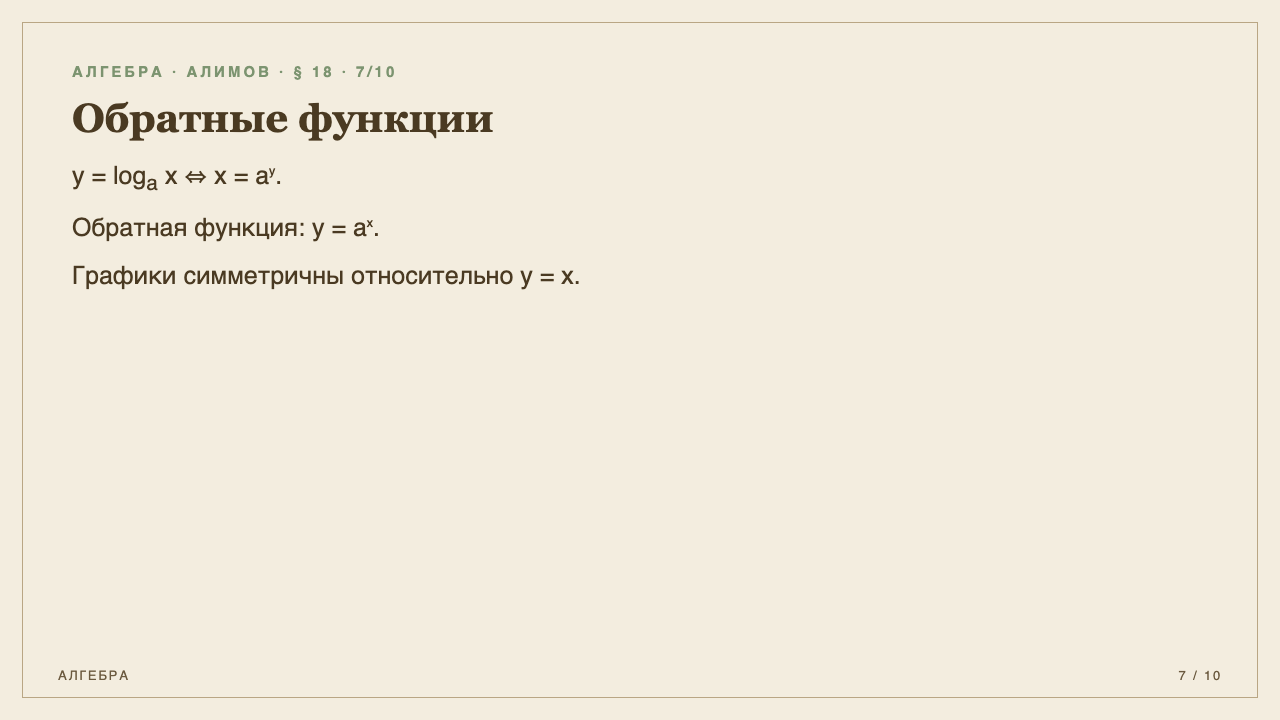 АЛГЕБРА · АЛИМОВ · § 18 · 7/10
Обратные функции
y = logₐ x ⇔ x = aʸ.
Обратная функция: y = aˣ.
Графики симметричны относительно y = x.
АЛГЕБРА
7 / 10